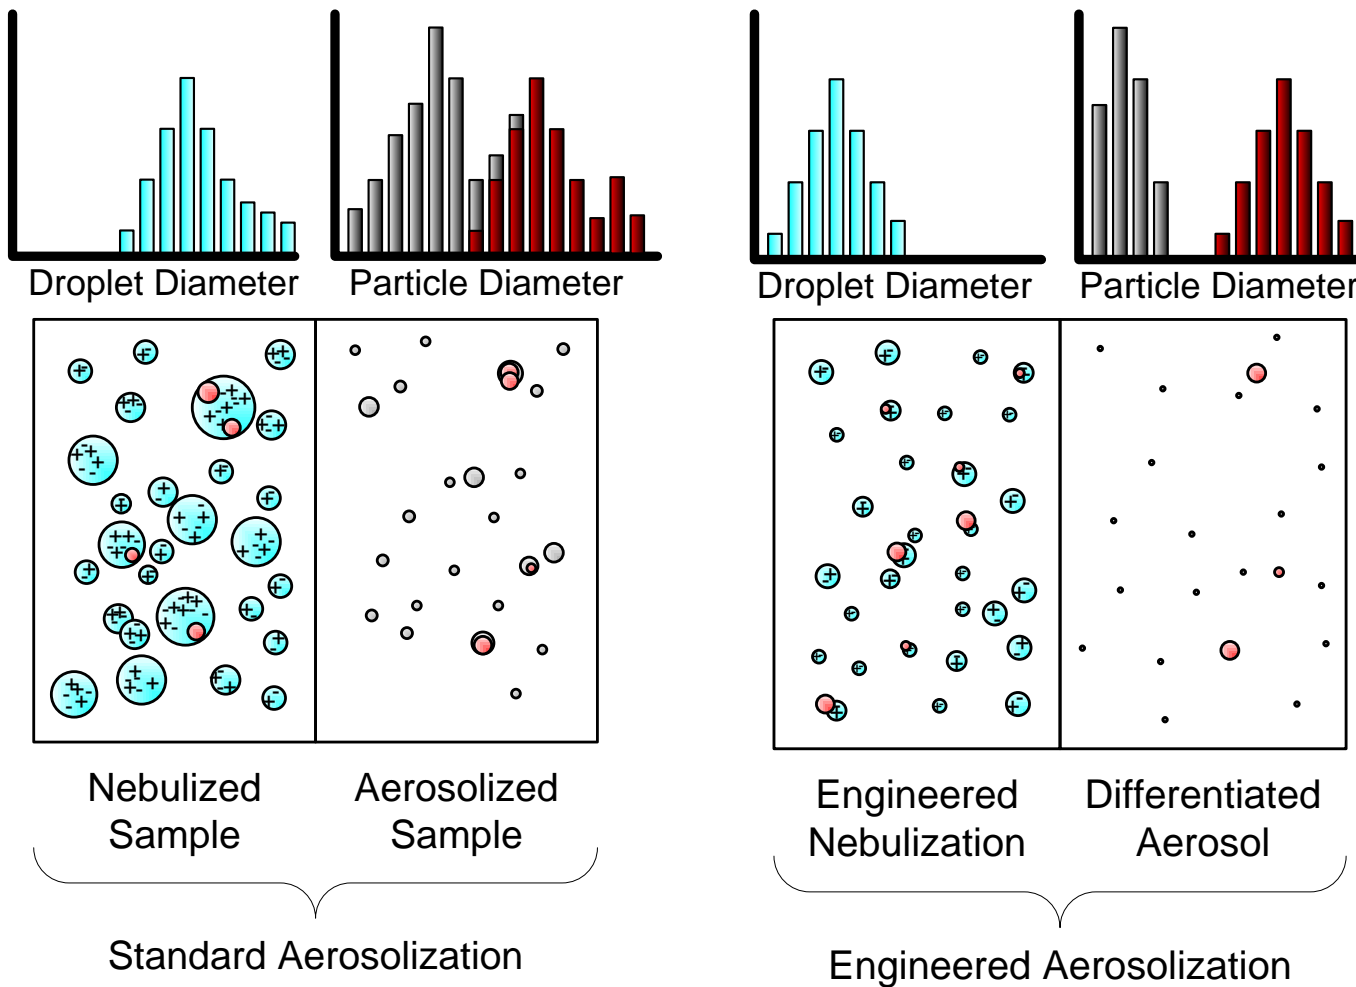 Droplet Diameter
Particle Diameter
Droplet Diameter
Particle Diameter
Nebulized
Sample
Aerosolized
Sample
Engineered
Nebulization
Differentiated
Aerosol
Standard Aerosolization
Engineered Aerosolization